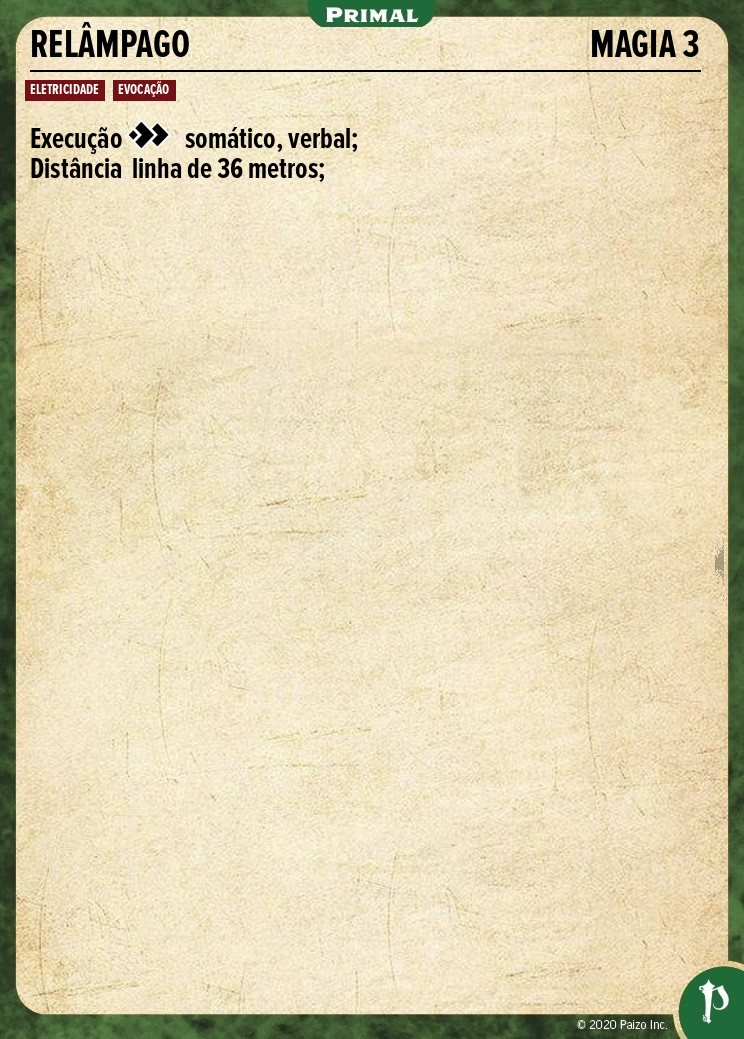 PRIMAL
RELÂMPAGO MAGIA 3
ELETRICIDADE EVOCAÇÃO
Execução somático, verbal;
Distância linha de 36 metros;
© 2020 Paizo Inc.
P